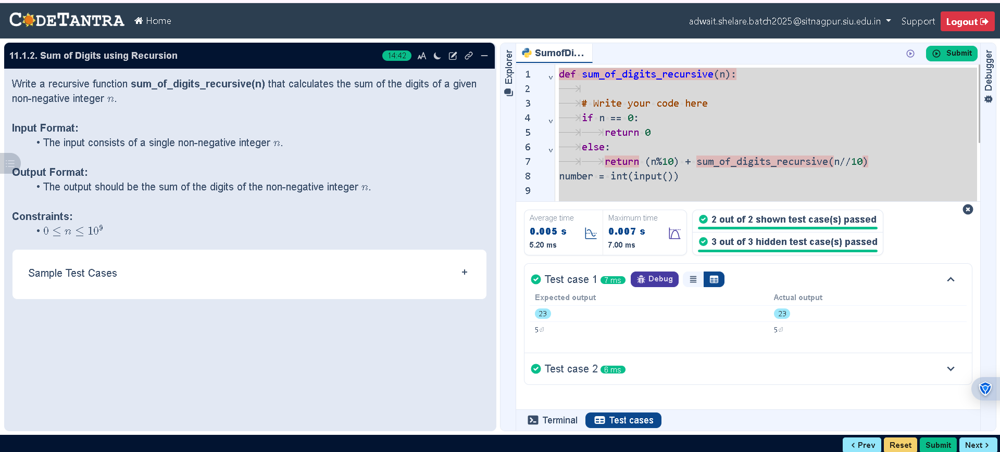 CODETANTRA
Home
adwait.shelare.batch2025@sitnagpur.siu.edu.in
Support
Logout
11.1.2. Sum of Digits using Recursion
14:42
AA
Write a recursive function sum_of_digits_recursive(n) that calculates the sum of the digits of a given
non-negative integer n.
Input Format:
• The input consists of a single non-negative integer n.
Output Format:
• The output should be the sum of the digits of the non-negative integer n.
Constraints:
• 0 ≤ n ≤ 10⁹
Sample Test Cases
+
Explorer
SumofDi...
Submit
Debugger
1 def sum_of_digits_recursive(n):
2
3 # Write your code here
4 if n == 0:
5 return 0
6 else:
7 return (n%10) + sum_of_digits_recursive(n//10)
8 number = int(input())
9
Average time
0.005 s
5.20 ms
Maximum time
0.007 s
7.00 ms
2 out of 2 shown test case(s) passed
3 out of 3 hidden test case(s) passed
Test case 1 7 ms
Debug
Expected output
Actual output
23
23
5
5
Test case 2 6 ms
Terminal
Test cases
< Prev
Reset
Submit
Next >